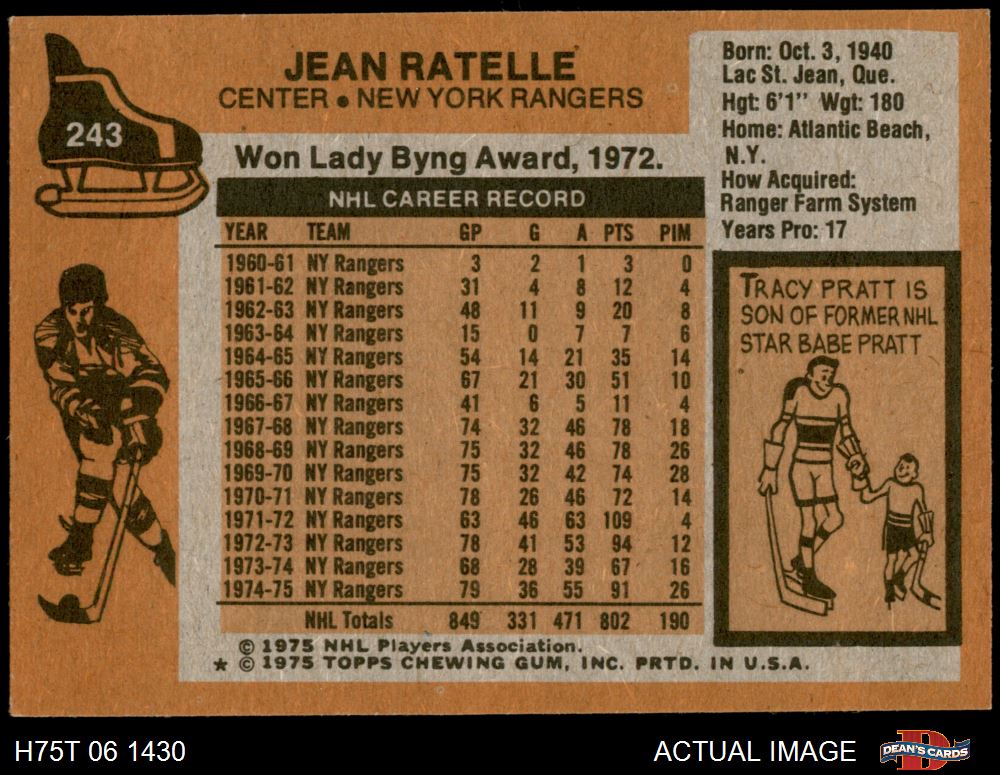 243
JEAN RATELLE
CENTER • NEW YORK RANGERS
Won Lady Byng Award, 1972.
NHL CAREER RECORD
YEAR TEAM GP G A PTS PIM
1960-61 NY Rangers 3 2 1 3 0
1961-62 NY Rangers 31 4 8 12 4
1962-63 NY Rangers 48 11 9 20 8
1963-64 NY Rangers 15 0 7 7 6
1964-65 NY Rangers 54 14 21 35 14
1965-66 NY Rangers 67 21 30 51 10
1966-67 NY Rangers 41 6 5 11 4
1967-68 NY Rangers 74 32 46 78 18
1968-69 NY Rangers 75 32 46 78 26
1969-70 NY Rangers 75 32 42 74 28
1970-71 NY Rangers 78 26 46 72 14
1971-72 NY Rangers 63 46 63 109 4
1972-73 NY Rangers 78 41 53 94 12
1973-74 NY Rangers 68 28 39 67 16
1974-75 NY Rangers 79 36 55 91 26
NHL Totals 849 331 471 802 190
© 1975 NHL Players Association.
★ © 1975 TOPPS CHEWING GUM, INC. PRTD. IN U.S.A.
Born: Oct. 3, 1940
Lac St. Jean, Que.
Hgt: 6'1" Wgt: 180
Home: Atlantic Beach,
N.Y.
How Acquired:
Ranger Farm System
Years Pro: 17
TRACY PRATT IS
SON OF FORMER NHL
STAR BABE PRATT
H75T 06 1430
ACTUAL IMAGE
D
DEAN'S CARDS